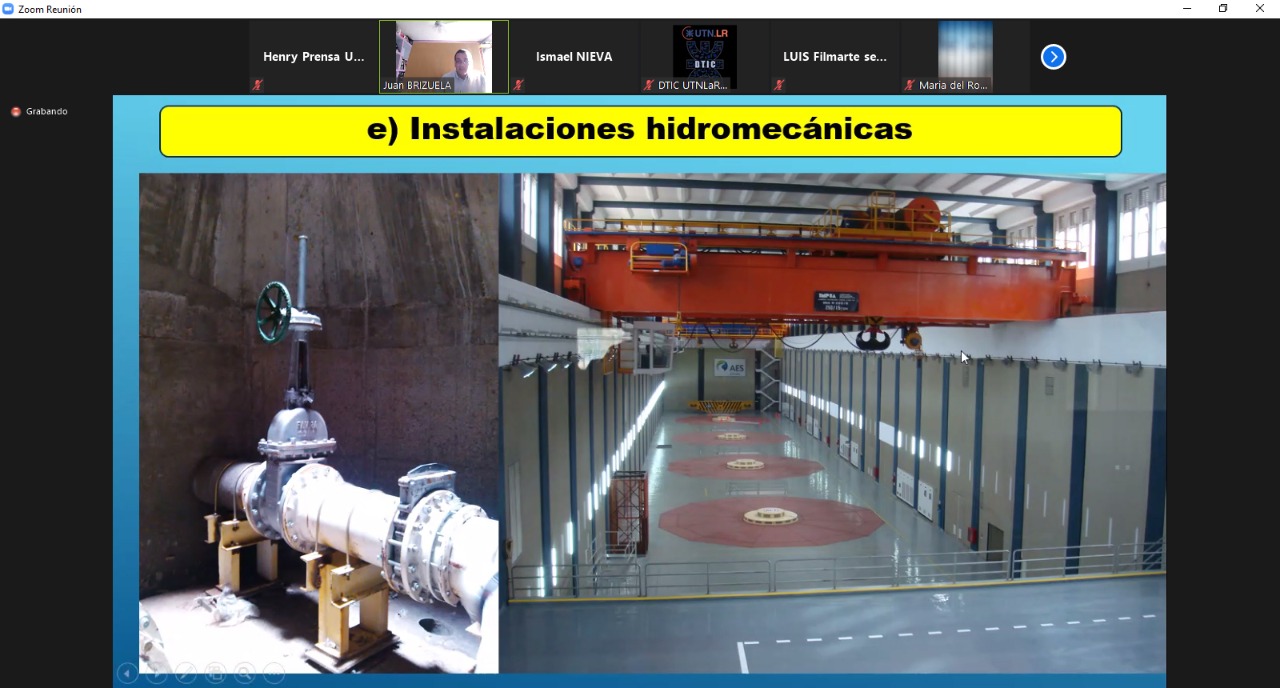 Zoom Reunión
Henry Prensa U...
Juan BRIZUELA
Ismael NIEVA
UTN.LR
DTIC
DTIC UTNLaR...
LUIS Filmarte se...
Maria del Ro...
Grabando
e) Instalaciones hidromecánicas
AES